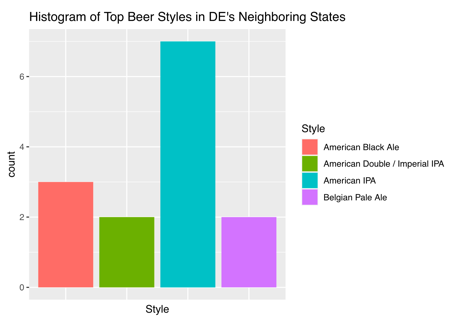 Histogram of Top Beer Styles in DE's Neighboring States
6
4
2
0
count
Style
Style
American Black Ale
American Double / Imperial IPA
American IPA
Belgian Pale Ale